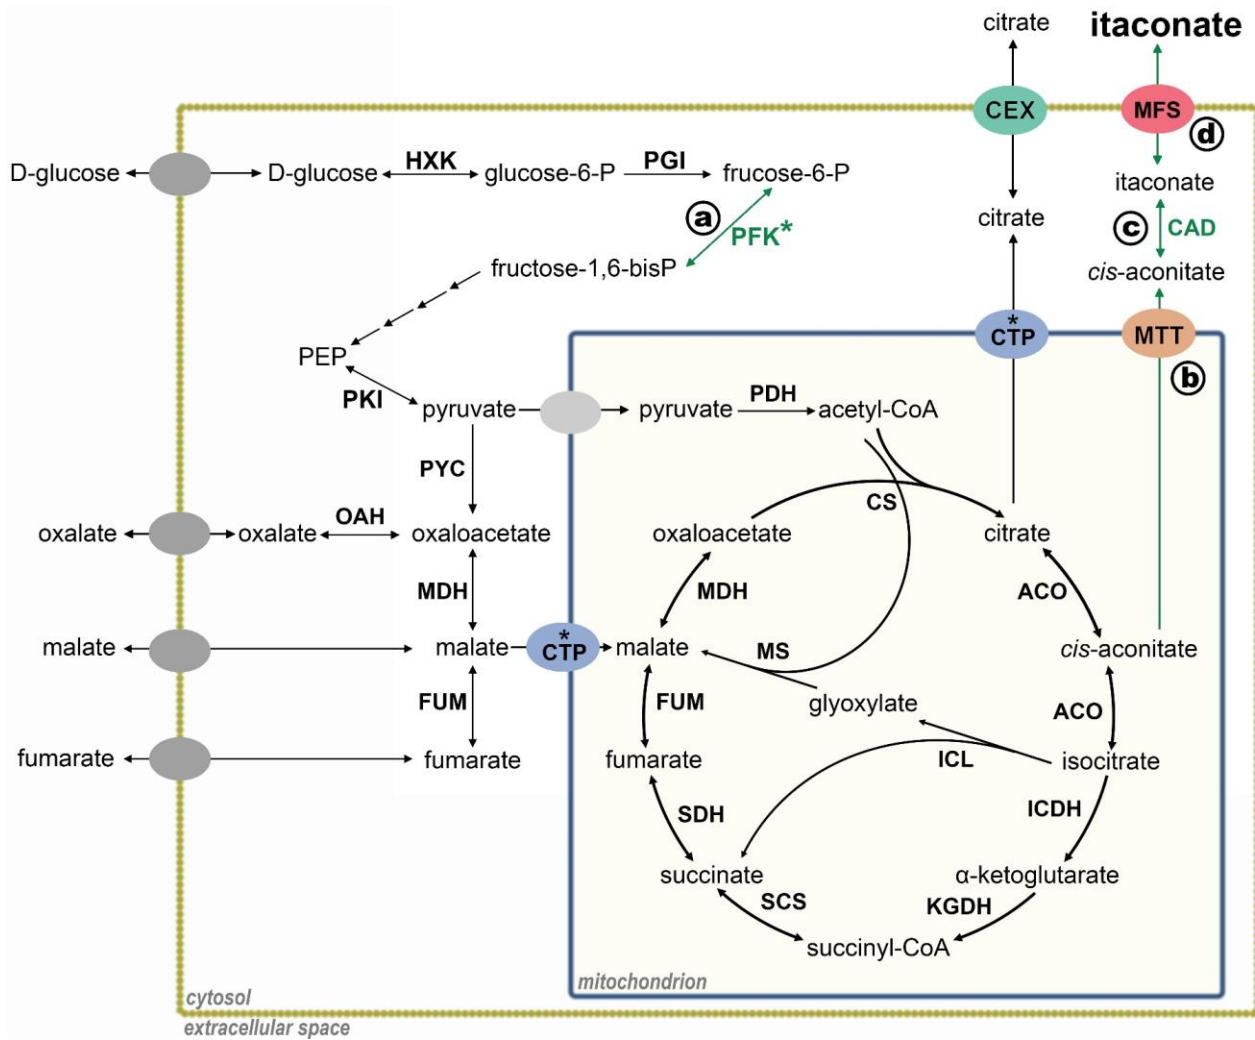 citrate
itaconate
CEX
MFS
d
D-glucose
D-glucose
HXK
glucose-6-P
PGI
frucose-6-P
itaconate
a
PFK*
citrate
c
CAD
fructose-1,6-bisP
cis-aconitate
*
CTP
MTT
PEP
b
PKI
pyruvate
pyruvate
PDH
acetyl-CoA
PYC
CS
oxalate
oxalate
OAH
oxaloacetate
oxaloacetate
citrate
MDH
MDH
ACO
malate
malate
*
CTP
malate
MS
cis-aconitate
FUM
FUM
glyoxylate
ACO
fumarate
fumarate
fumarate
ICL
isocitrate
SDH
ICDH
succinate
α-ketoglutarate
SCS
KGDH
succinyl-CoA
mitochondrion
cytosol
extracellular space